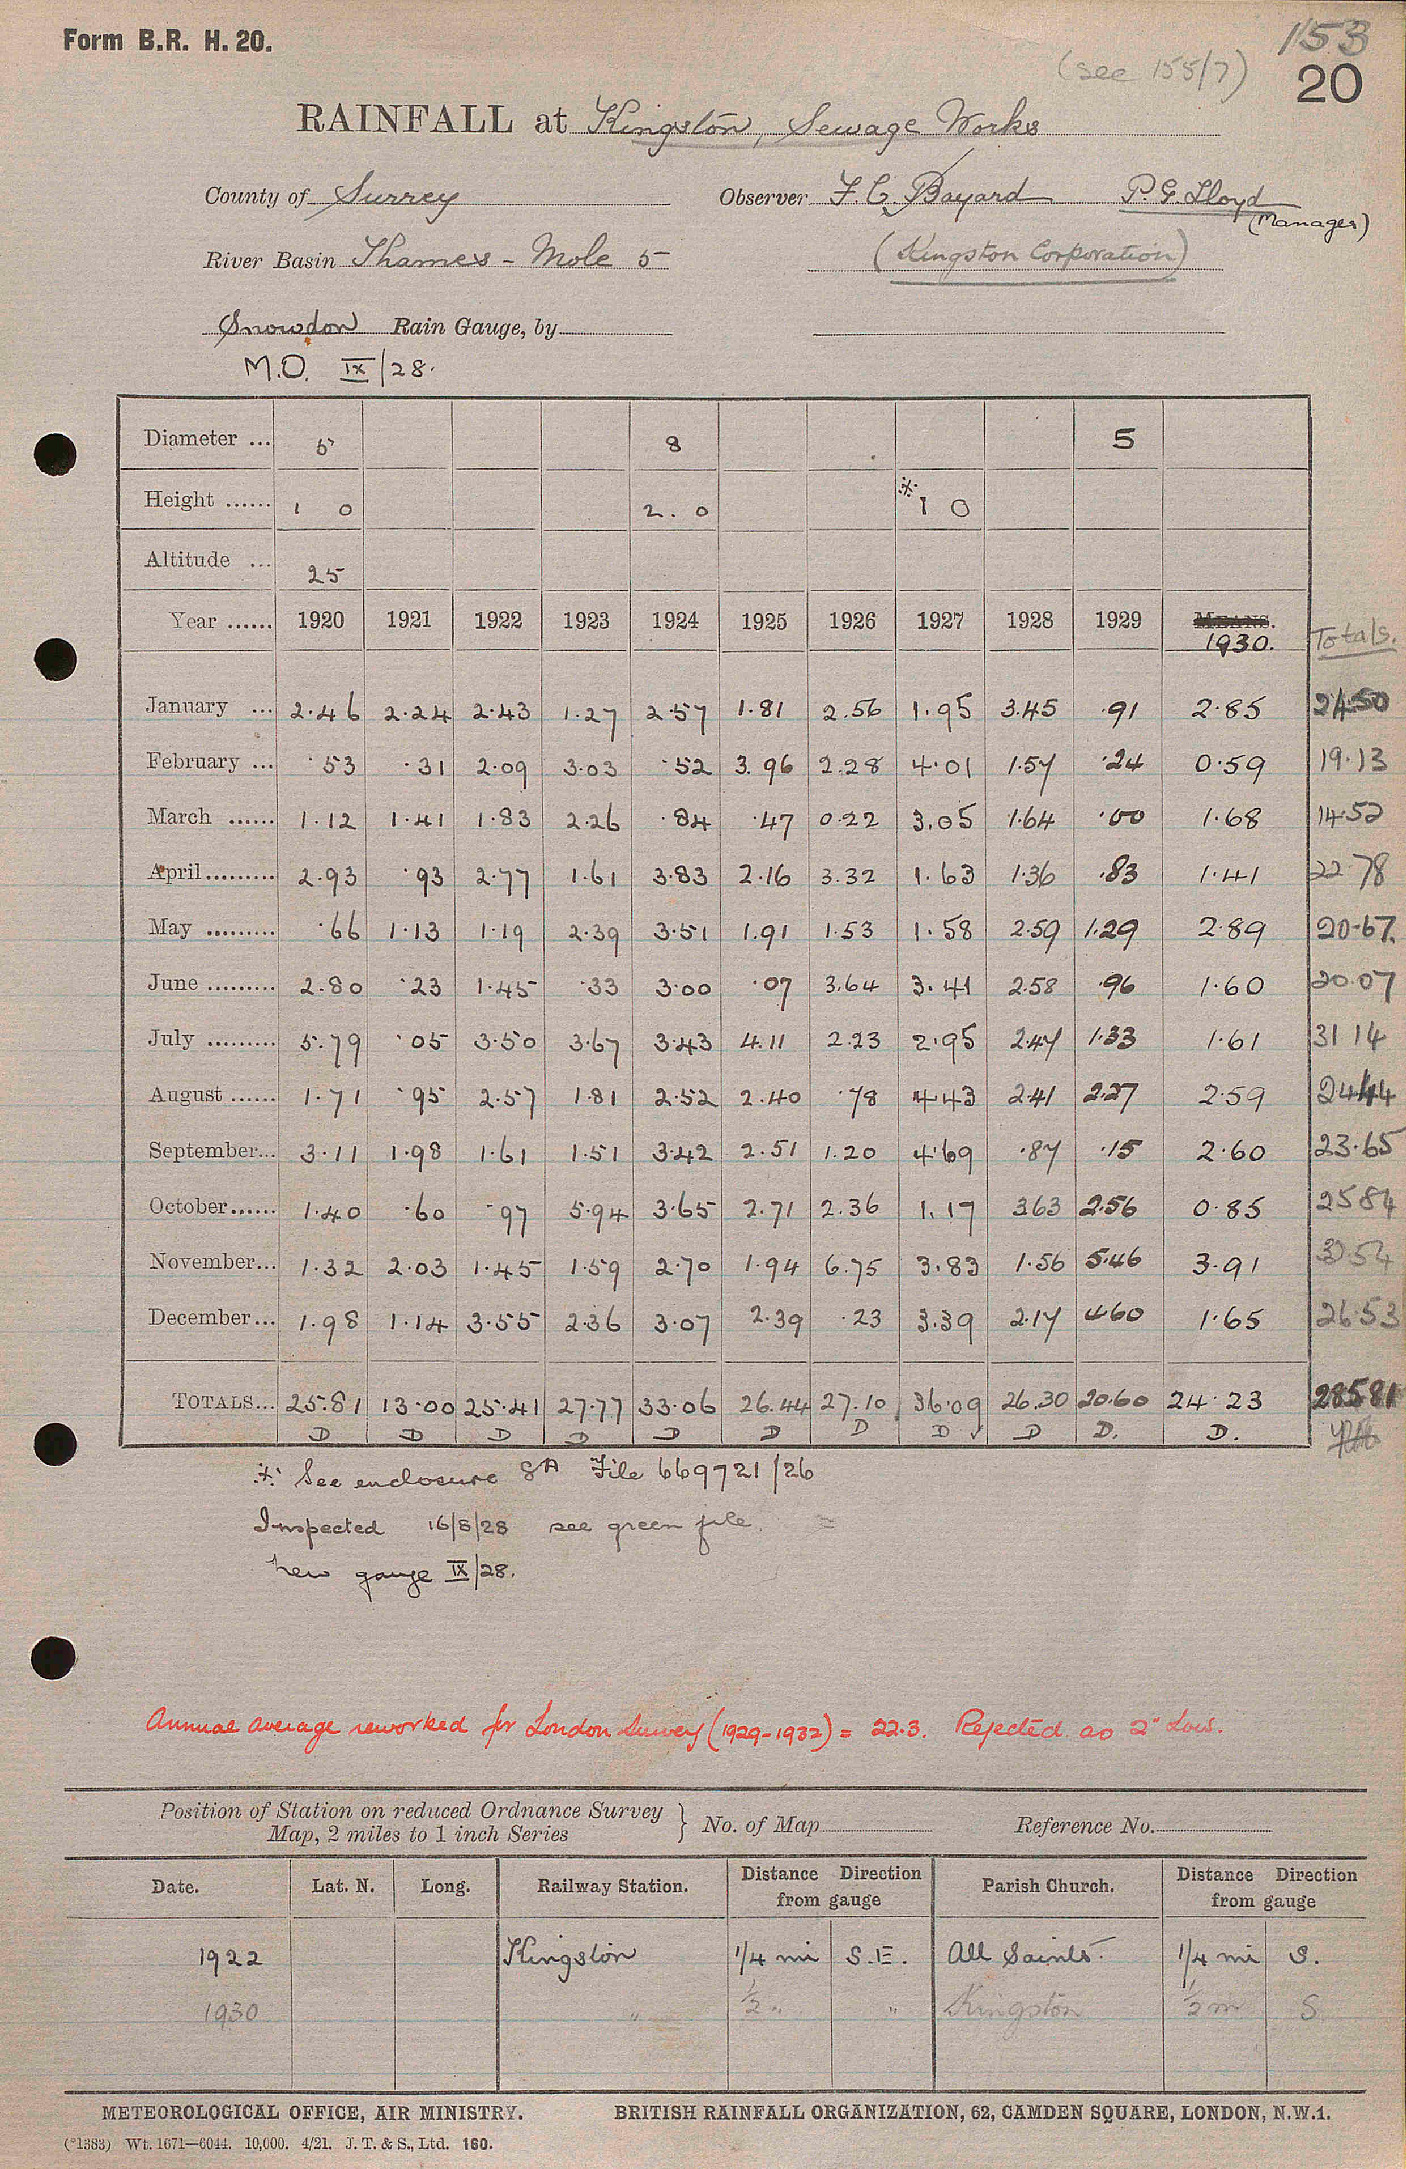 Form B.R. H. 20.
153
(see 155/7)
20
RAINFALL at Kingston, Sewage Works
County of Surrey Observer F C. Bayard P. G. Lloyd
(Manager)
River Basin Thames - Mole 5 (Kingston Corporation)
Snowdon Rain Gauge, by
M.O. IX/28.
Diameter ... 5 8 5
Height ...... 1 0 2. 0 * 1 0
Altitude ... 25
Year ...... 1920 1921 1922 1923 1924 1925 1926 1927 1928 1929 MEANS. 1930. Totals.
January ... 2.46 2.24 2.43 1.27 2.57 1.81 2.56 1.95 3.45 .91 2.85 24.50
February ... .53 .31 2.09 3.03 .52 3.96 2.28 4.01 1.57 .24 0.59 19.13
March ...... 1.12 1.41 1.83 2.26 .84 .47 0.22 3.05 1.64 .00 1.68 14.52
April ......... 2.93 .93 2.77 1.61 3.83 2.16 3.32 1.63 1.36 .83 1.41 22 78
May ......... .66 1.13 1.19 2.39 3.51 1.91 1.53 1.58 2.59 1.29 2.89 20.67.
June ......... 2.80 .23 1.45 .33 3.00 .07 3.64 3.41 2.58 .96 1.60 20.07
July ......... 5.79 .05 3.50 3.67 3.43 4.11 2.23 2.95 2.47 1.33 1.61 31 14
August ...... 1.71 .95 2.57 1.81 2.52 2.40 .78 4.43 2.41 2.27 2.59 2444
September... 3.11 1.98 1.61 1.51 3.42 2.51 1.20 4.69 .87 .15 2.60 23.65
October...... 1.40 .60 .97 5.94 3.65 2.71 2.36 1.17 3.63 2.56 0.85 25 84
November... 1.32 2.03 1.45 1.59 2.70 1.94 6.75 3.83 1.56 5.46 3.91 32.54
December... 1.98 1.14 3.55 2.36 3.07 2.39 .23 3.39 2.17 4.60 1.65 26.53
TOTALS... 25.81 13.00 25.41 27.77 33.06 26.44 27.10 36.09 26.30 20.60 24.23 28581
D D D D D D D D D D. D.
* See enclosure 8A File 669721/26
Inspected 16/8/28 see green file.
New gauge IX/28.
Annual average reworked for London Survey (1929-1932) = 22.3. Rejected as 2" Low.
Position of Station on reduced Ordnance Survey
Map, 2 miles to 1 inch Series } No. of Map Reference No.
Date. Lat. N. Long. Railway Station. Distance Direction from gauge Parish Church. Distance Direction from gauge
1922 Kingston 1/4 mi S.E. All Saints. 1/4 mi S.
1930 " 1/2 " " Kingston 1/2 m S.
METEOROLOGICAL OFFICE, AIR MINISTRY. BRITISH RAINFALL ORGANIZATION, 62, CAMDEN SQUARE, LONDON, N.W.1.
(*1383) Wt. 1671—6044. 10,000. 4/21. J. T. & S., Ltd. 160.